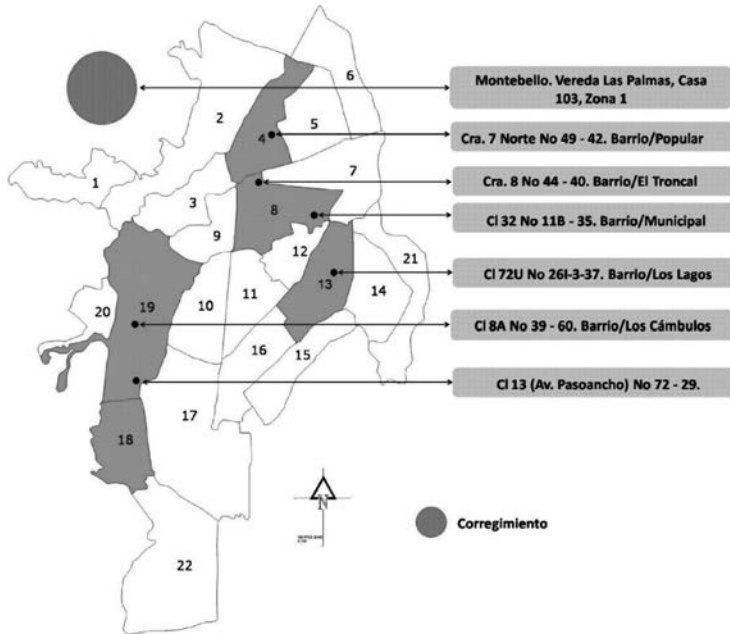 Montebello. Vereda Las Palmas, Casa
103, Zona 1
Cra. 7 Norte No 49 - 42. Barrio/Popular
Cra. 8 No 44 - 40. Barrio/El Troncal
Cl 32 No 11B - 35. Barrio/Municipal
Cl 72U No 26I-3-37. Barrio/Los Lagos
Cl 8A No 39 - 60. Barrio/Los Cámbulos
Cl 13 (Av. Pasoancho) No 72 - 29.
6
2
4
5
1
7
3
8
9
12
21
13
19
10
11
14
20
16
15
17
18
N
Corregimiento
22